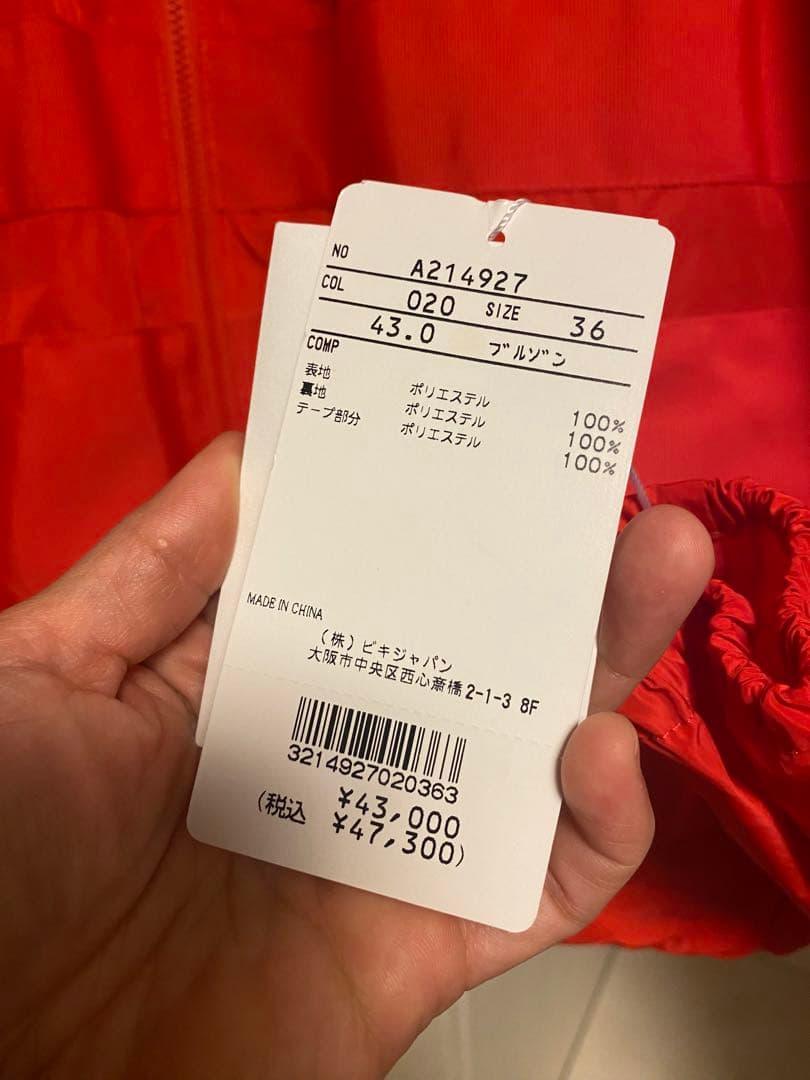 NO A214927
COL 020 SIZE 36
43.0 ブルゾン
COMP
表地 ポリエステル 100%
裏地 ポリエステル 100%
テープ部分 ポリエステル 100%
MADE IN CHINA
(株)ビキジャパン
大阪市中央区西心斎橋2-1-3 8F
3214927020363
¥43,000
(税込 ¥47,300)